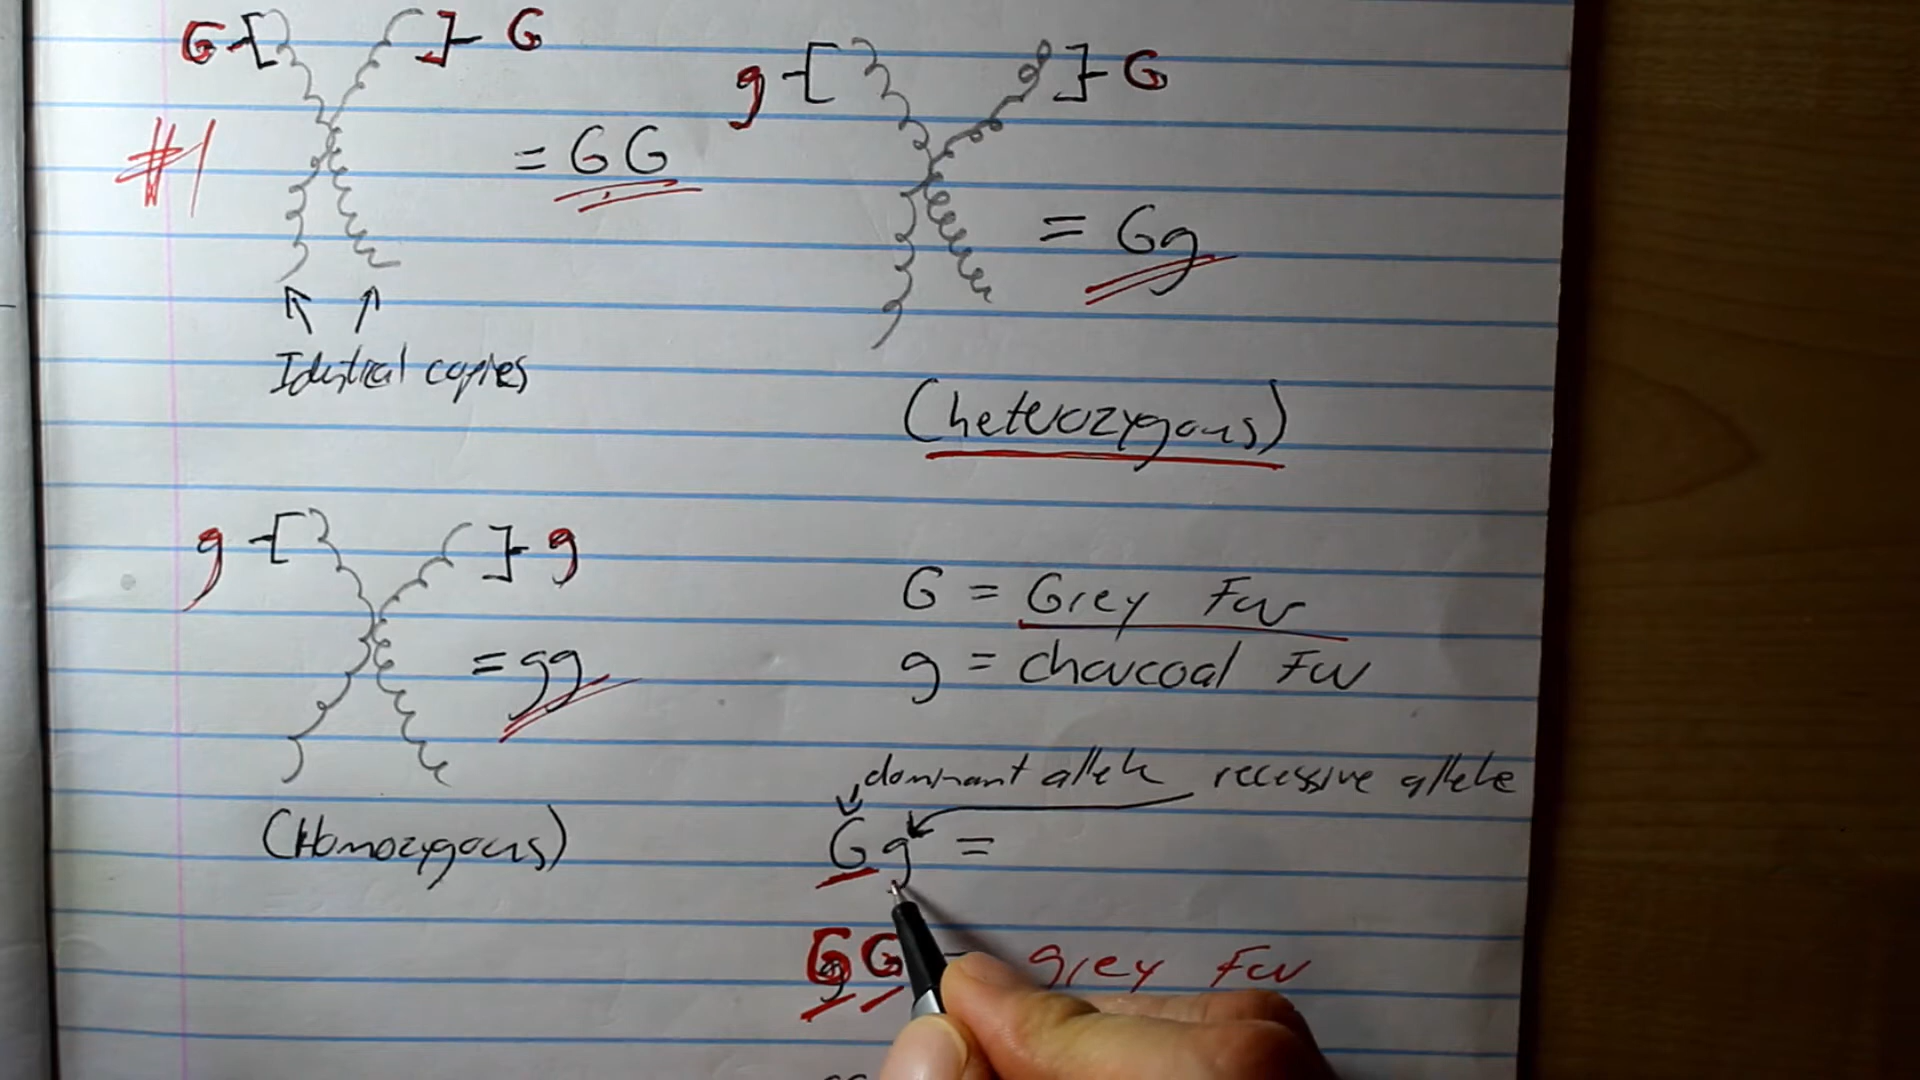 G G
g G
#1
= GG
= Gg
Identical copies
(heterozygous)
g g
= gg
G = Grey Fur
g = charcoal Fur
dominant allele recessive allele
(Homozygous)
Gg =
GG = grey Fur